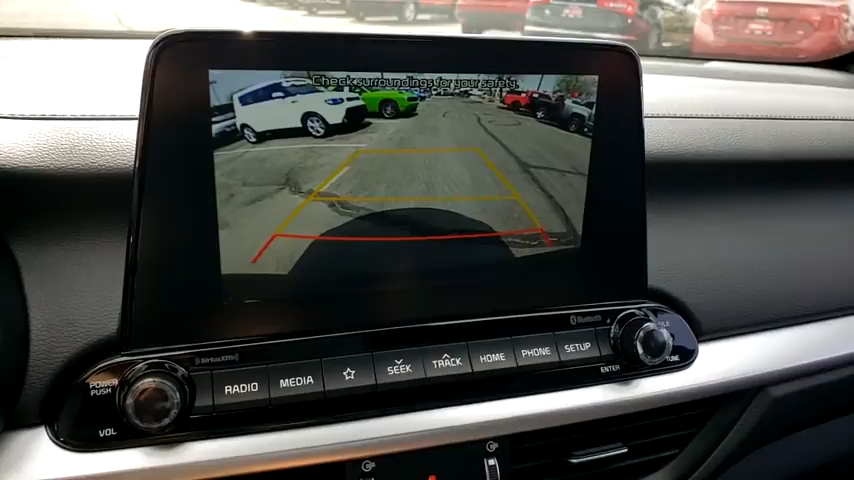 Check surroundings for your safety
Bluetooth
SiriusXM
POWER
PUSH
VOL
RADIO
MEDIA
SEEK
TRACK
HOME
PHONE
SETUP
FILE
TUNE
ENTER